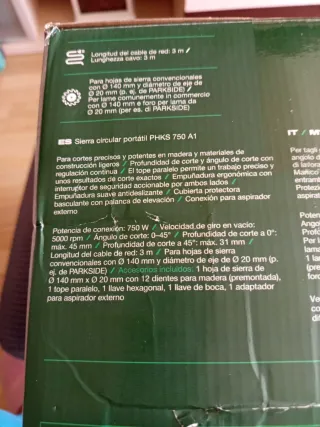 Longitud del cable de red: 3 m /
Lunghezza cavo: 3 m
Para hojas de sierra convencionales
con Ø 140 mm y diámetro de eje de
Ø 20 mm (p. ej. de PARKSIDE) /
Per lame comunemente in commercio
con Ø 140 mm e foro per lama da
Ø 20 mm (per es. di PARKSIDE)
ES Sierra circular portátil PHKS 750 A1
Para cortes precisos y potentes en madera y materiales de
construcción ligeros / Profundidad de corte y ángulo de corte con
regulación continua / El tope paralelo permite un trabajo preciso y
unos resultados de corte exactos / Empuñadura ergonómica con
interruptor de seguridad accionable por ambos lados /
Empuñadura suave antideslizante / Cubierta protectora
basculante con palanca de elevación / Conexión para aspirador
externo
Potencia de conexión: 750 W / Velocidad de giro en vacío:
5000 rpm / Ángulo de corte: 0-45° / Profundidad de corte a 0°:
máx. 45 mm / Profundidad de corte a 45°: máx. 31 mm /
Longitud del cable de red: 3 m / Para hojas de sierra
convencionales con Ø 140 mm y diámetro de eje de Ø 20 mm (p.
ej. de PARKSIDE) / Accesorios incluidos: 1 hoja de sierra de
Ø 140 mm x Ø 20 mm con 12 dientes para madera (premontada),
1 tope paralelo, 1 llave hexagonal, 1 llave de boca, 1 adaptador
para aspirador externo
IT / M
Per tagli